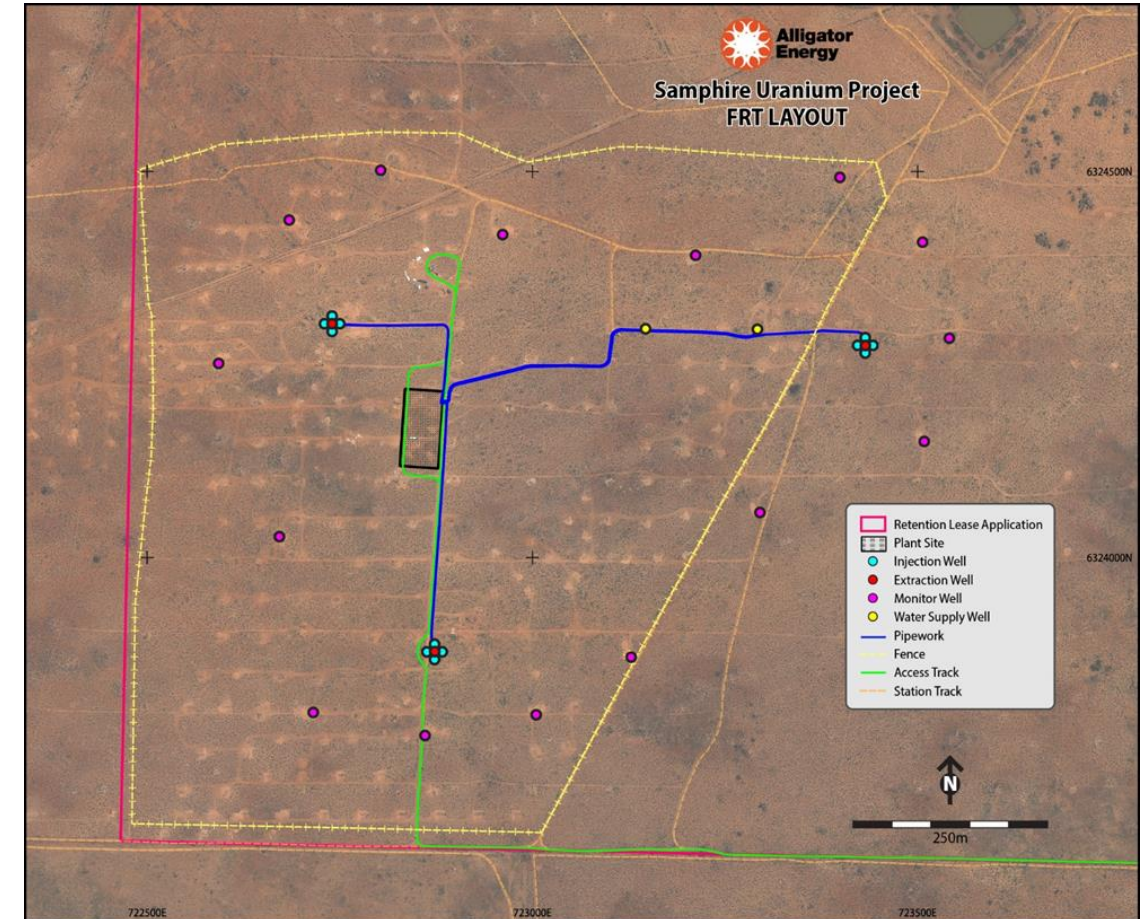 Alligator
Energy
Samphire Uranium Project
FRT LAYOUT
6324500N
Retention Lease Application
Plant Site
Injection Well
Extraction Well
Monitor Well
Water Supply Well
Pipework
Fence
Access Track
Station Track
6324000N
N
250m
722500E
723000E
723500E